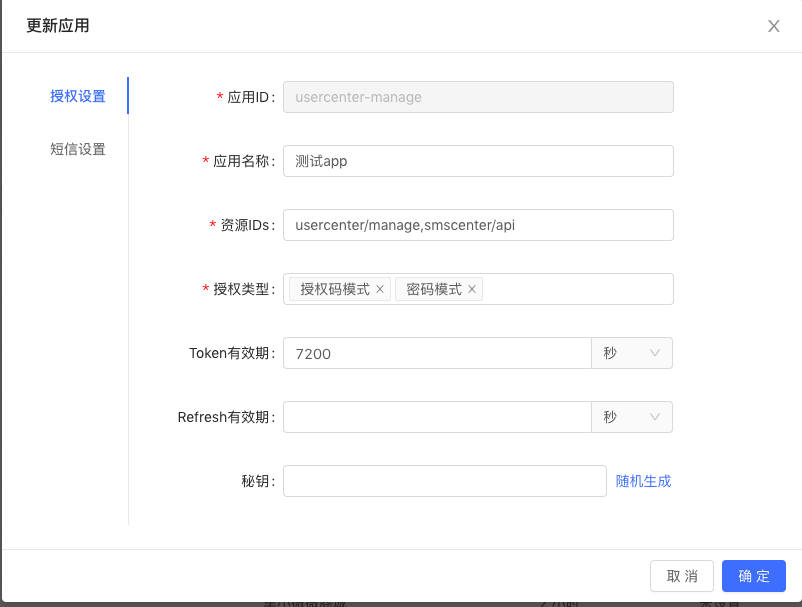 更新应用
授权设置
短信设置
* 应用ID:
usercenter-manage
* 应用名称:
测试app
* 资源IDs:
usercenter/manage,smscenter/api
* 授权类型:
授权码模式 × 密码模式 ×
Token有效期:
7200 秒
Refresh有效期:
秒
秘钥:
随机生成
取 消 确 定